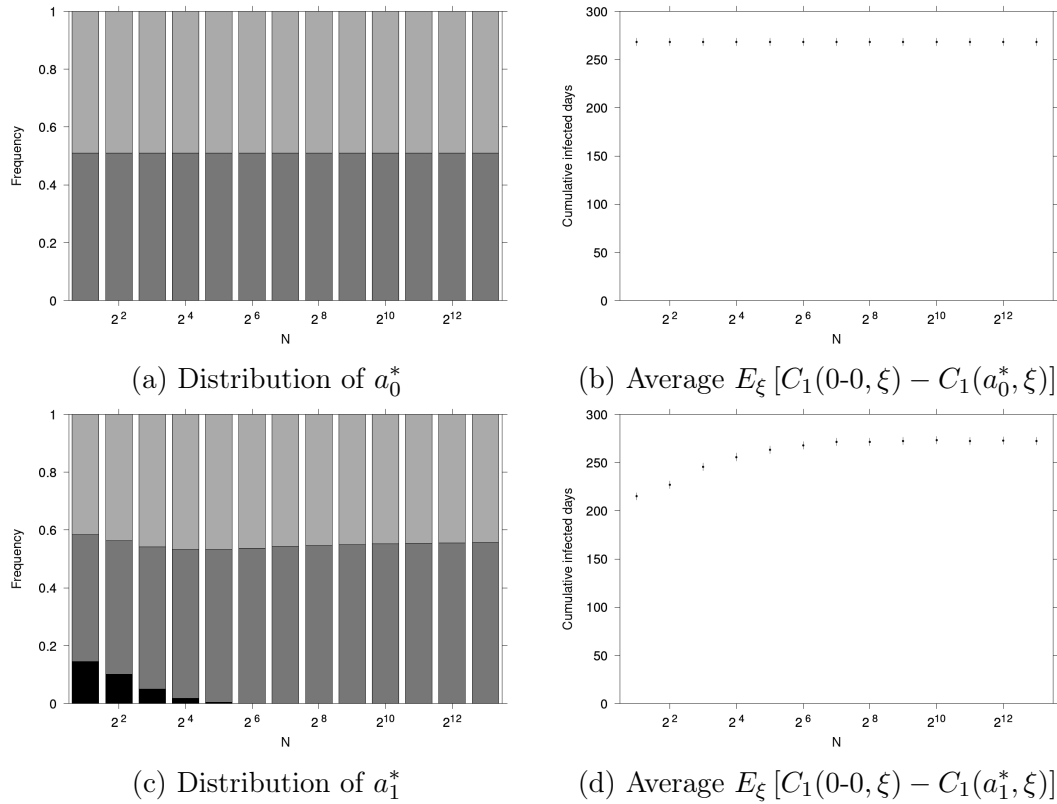 1
0.8
0.6
0.4
0.2
0
Frequency
2^2 2^4 2^6 2^8 2^10 2^12
N
(a) Distribution of a_0^*
300
250
200
150
100
50
0
Cumulative infected days
2^2 2^4 2^6 2^8 2^10 2^12
N
(b) Average E_ξ [C_1(0-0, ξ) − C_1(a_0^*, ξ)]
1
0.8
0.6
0.4
0.2
0
Frequency
2^2 2^4 2^6 2^8 2^10 2^12
N
(c) Distribution of a_1^*
300
250
200
150
100
50
0
Cumulative infected days
2^2 2^4 2^6 2^8 2^10 2^12
N
(d) Average E_ξ [C_1(0-0, ξ) − C_1(a_1^*, ξ)]